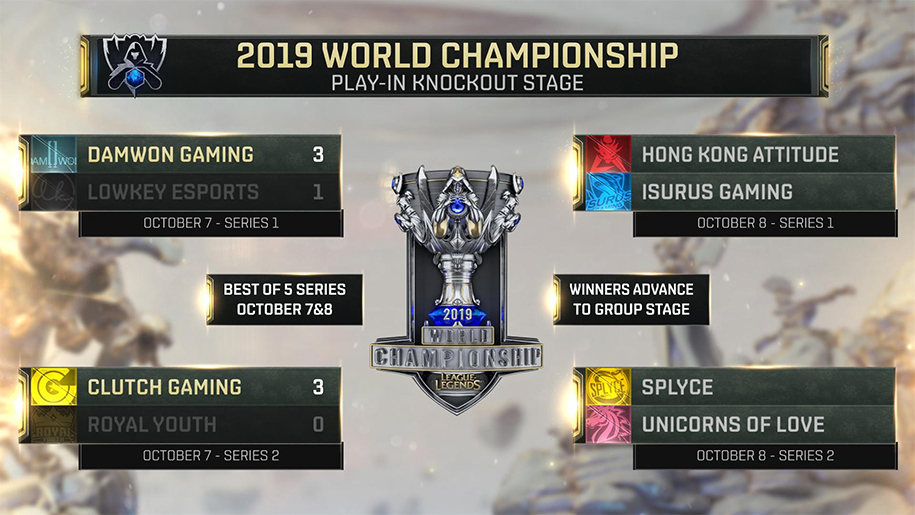 2019 WORLD CHAMPIONSHIP
PLAY-IN KNOCKOUT STAGE
DAMWON GAMING 3
LOWKEY ESPORTS 1
OCTOBER 7 - SERIES 1
HONG KONG ATTITUDE
ISURUS
ISURUS GAMING
OCTOBER 8 - SERIES 1
BEST OF 5 SERIES
OCTOBER 7&8
WINNERS ADVANCE
TO GROUP STAGE
2019
WORLD
CHAMPIONSHIP
LEAGUE OF
LEGENDS
CLUTCH GAMING 3
ROYAL YOUTH 0
OCTOBER 7 - SERIES 2
SPLYCE
SPLYCE
UNICORNS OF LOVE
OCTOBER 8 - SERIES 2